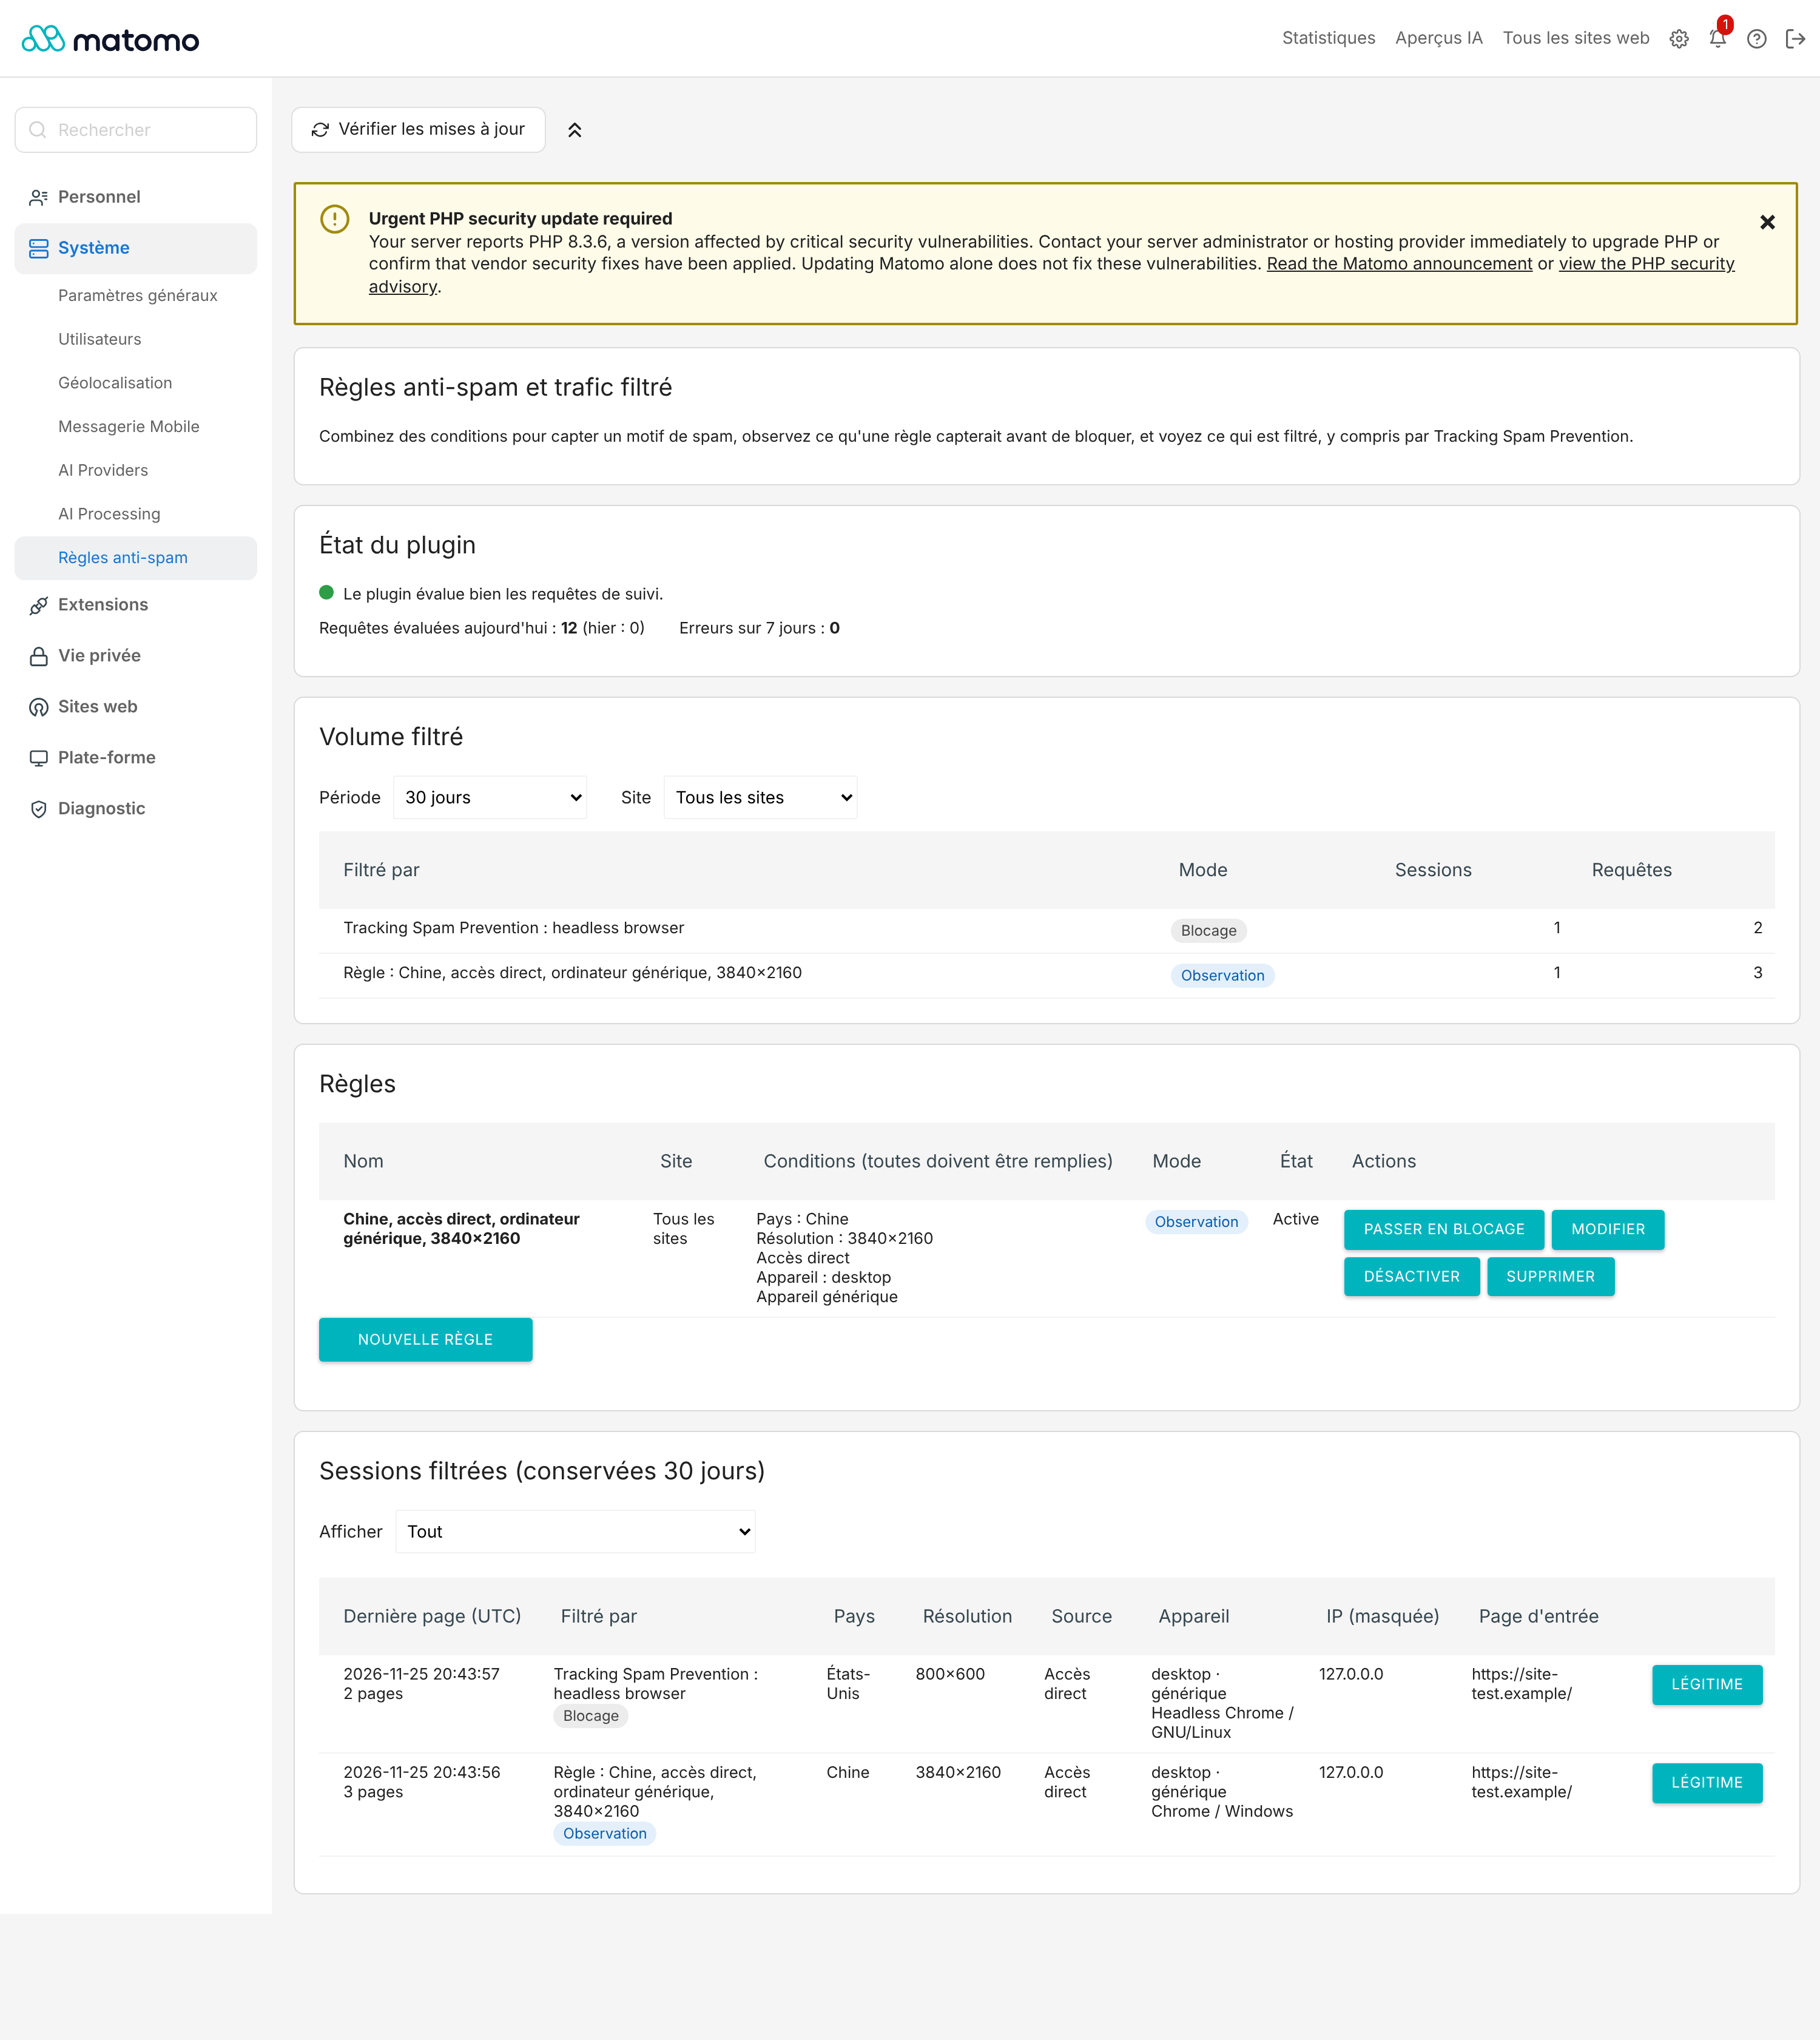 matomo
Statistiques Aperçus IA Tous les sites web 1
Rechercher
Personnel
Système
Paramètres généraux
Utilisateurs
Géolocalisation
Messagerie Mobile
AI Providers
AI Processing
Règles anti-spam
Extensions
Vie privée
Sites web
Plate-forme
Diagnostic
Vérifier les mises à jour
Urgent PHP security update required
Your server reports PHP 8.3.6, a version affected by critical security vulnerabilities. Contact your server administrator or hosting provider immediately to upgrade PHP or
confirm that vendor security fixes have been applied. Updating Matomo alone does not fix these vulnerabilities. Read the Matomo announcement or view the PHP security
advisory.
Règles anti-spam et trafic filtré
Combinez des conditions pour capter un motif de spam, observez ce qu'une règle capterait avant de bloquer, et voyez ce qui est filtré, y compris par Tracking Spam Prevention.
État du plugin
Le plugin évalue bien les requêtes de suivi.
Requêtes évaluées aujourd'hui : 12 (hier : 0) Erreurs sur 7 jours : 0
Volume filtré
Période 30 jours Site Tous les sites
Filtré par Mode Sessions Requêtes
Tracking Spam Prevention : headless browser Blocage 1 2
Règle : Chine, accès direct, ordinateur générique, 3840×2160 Observation 1 3
Règles
Nom Site Conditions (toutes doivent être remplies) Mode État Actions
Chine, accès direct, ordinateur
générique, 3840×2160
Tous les
sites
Pays : Chine
Résolution : 3840×2160
Accès direct
Appareil : desktop
Appareil générique
Observation
Active
PASSER EN BLOCAGE MODIFIER
DÉSACTIVER SUPPRIMER
NOUVELLE RÈGLE
Sessions filtrées (conservées 30 jours)
Afficher Tout
Dernière page (UTC) Filtré par Pays Résolution Source Appareil IP (masquée) Page d'entrée
2026-11-25 20:43:57
2 pages
Tracking Spam Prevention :
headless browser
Blocage
États-
Unis
800×600
Accès
direct
desktop ·
générique
Headless Chrome /
GNU/Linux
127.0.0.0
https://site-
test.example/
LÉGITIME
2026-11-25 20:43:56
3 pages
Règle : Chine, accès direct,
ordinateur générique,
3840×2160
Observation
Chine
3840×2160
Accès
direct
desktop ·
générique
Chrome / Windows
127.0.0.0
https://site-
test.example/
LÉGITIME